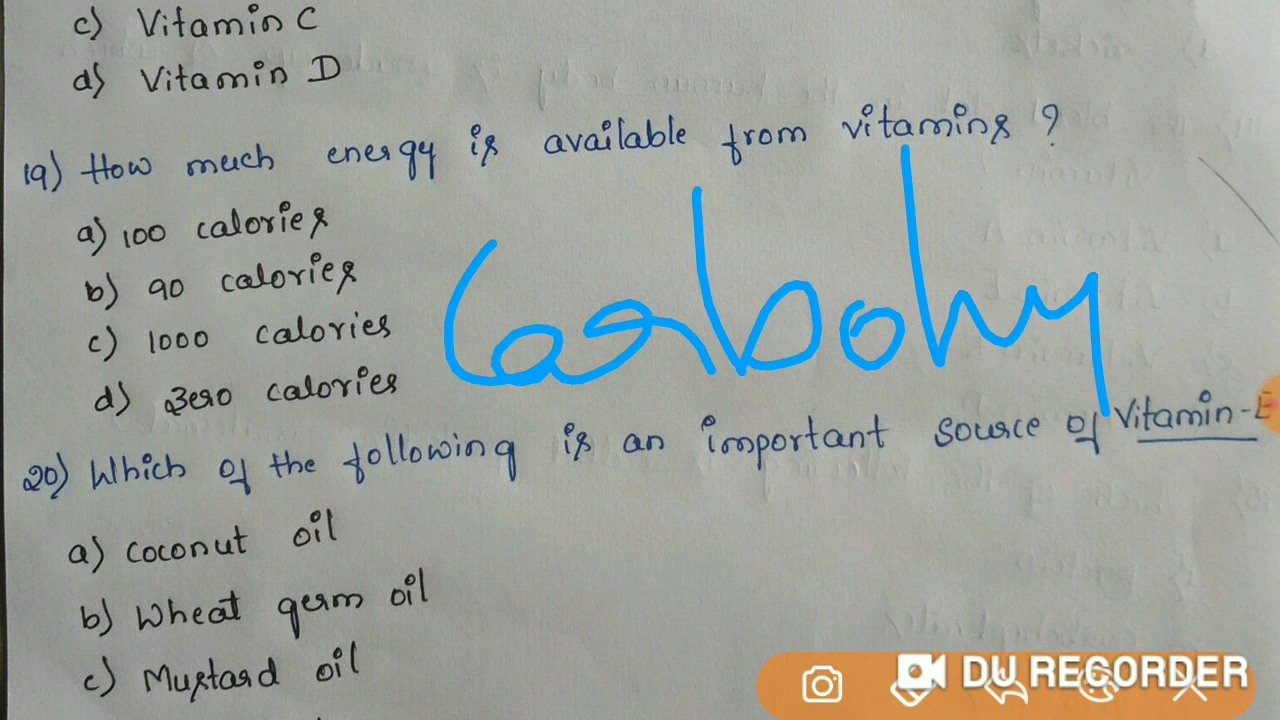 c) Vitamin C
d) Vitamin D
19) How much energy is available from vitamins ?
a) 100 calories
b) 90 calories
c) 1000 calories
d) zero calories
Carbohy
20) Which of the following is an important source of Vitamin-E
a) coconut oil
b) Wheat germ oil
c) Mustard oil
DU RECORDER